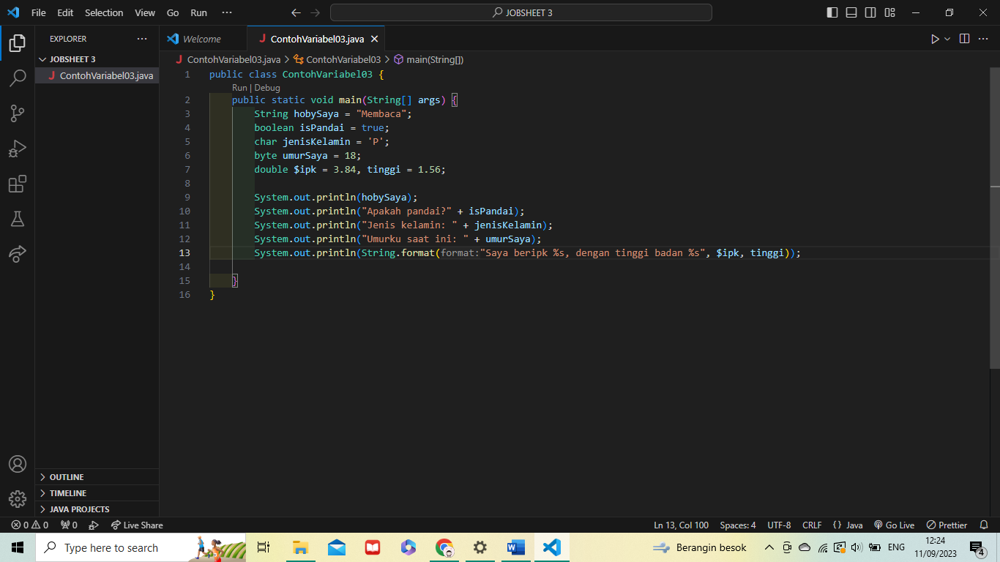 File Edit Selection View Go Run ··· JOBSHEET 3
EXPLORER ···
JOBSHEET 3
ContohVariabel03.java
OUTLINE
TIMELINE
JAVA PROJECTS
Welcome ContohVariabel03.java
ContohVariabel03.java > ContohVariabel03 > main(String[])
1 public class ContohVariabel03 {
Run | Debug
2 public static void main(String[] args) {
3 String hobySaya = "Membaca";
4 boolean isPandai = true;
5 char jenisKelamin = 'P';
6 byte umurSaya = 18;
7 double $ipk = 3.84, tinggi = 1.56;
8
9 System.out.println(hobySaya);
10 System.out.println("Apakah pandai?" + isPandai);
11 System.out.println("Jenis kelamin: " + jenisKelamin);
12 System.out.println("Umurku saat ini: " + umurSaya);
13 System.out.println(String.format(format:"Saya beripk %s, dengan tinggi badan %s", $ipk, tinggi));
14
15 }
16 }
0 0 0 Live Share Ln 13, Col 100 Spaces: 4 UTF-8 CRLF {} Java Go Live Prettier
Type here to search Berangin besok ENG 12:24
11/09/2023 4